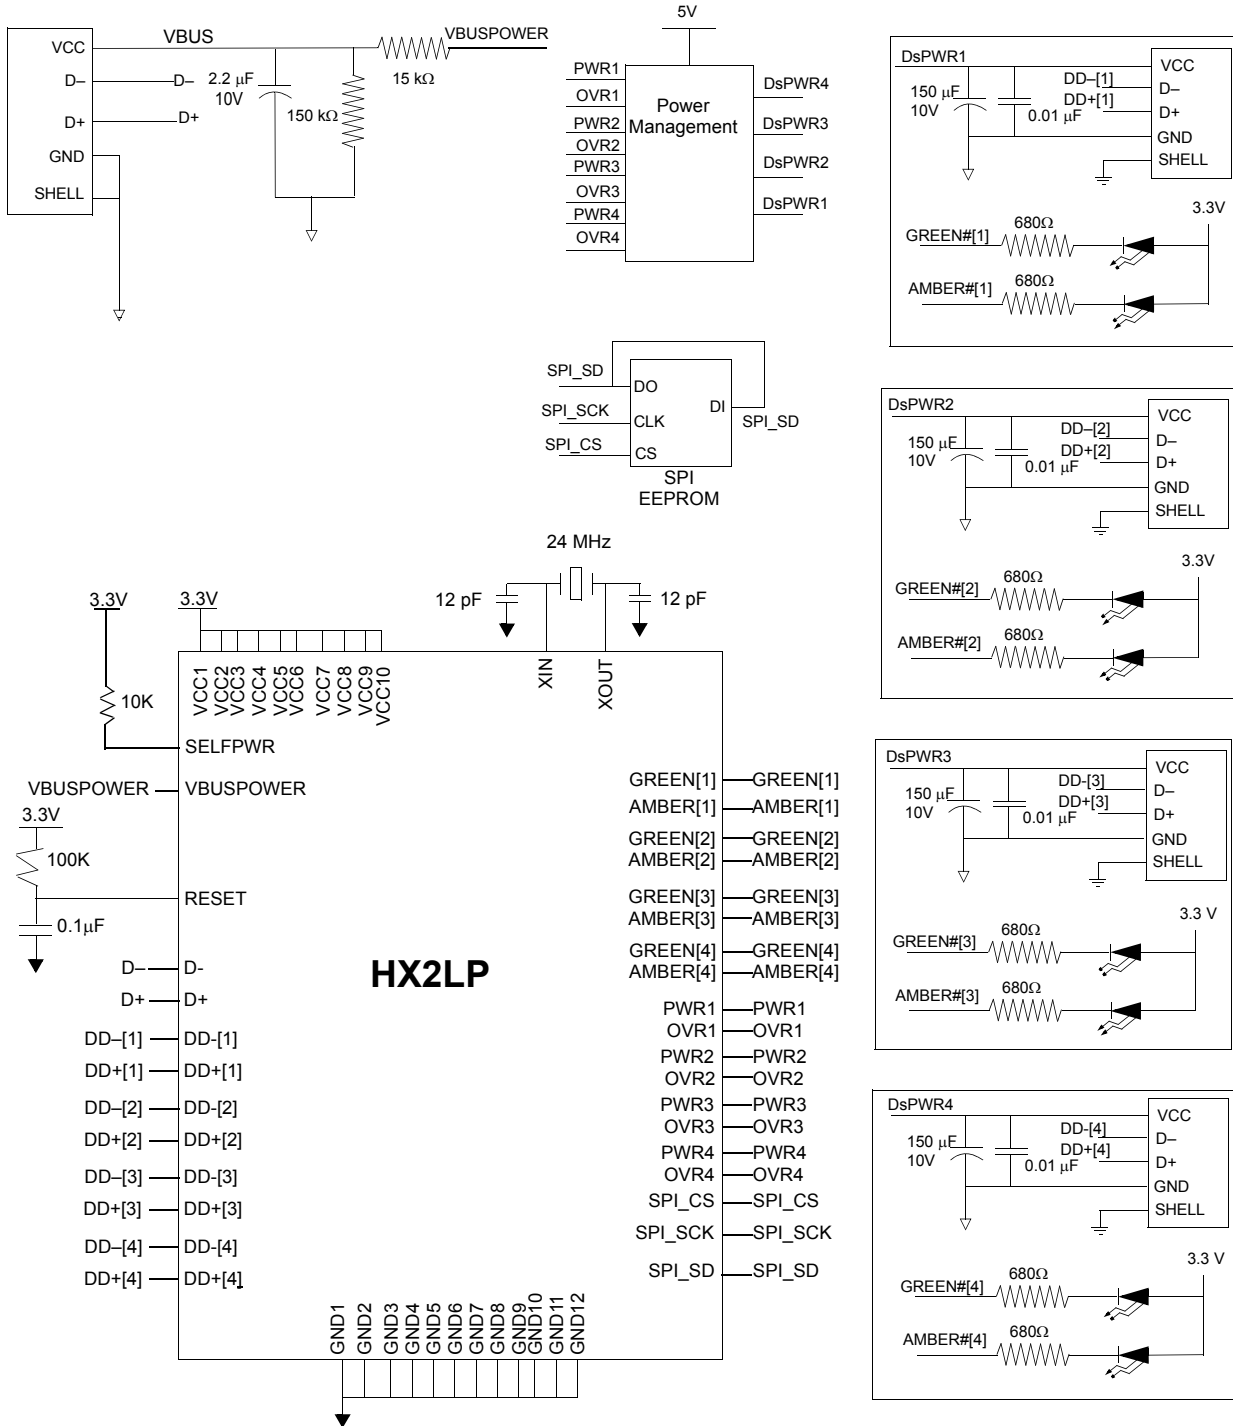 VCC
D–
D+
GND
SHELL
VBUS
D–
D+
2.2 µF
10V
150 kΩ
15 kΩ
VBUSPOWER
5V
PWR1
OVR1
PWR2
OVR2
PWR3
OVR3
PWR4
OVR4
Power
Management
DsPWR4
DsPWR3
DsPWR2
DsPWR1
SPI_SD
SPI_SCK
SPI_CS
DO
CLK
CS
DI
SPI_SD
SPI
EEPROM
24 MHz
12 pF
12 pF
3.3V
3.3V
10K
VCC1
VCC2
VCC3
VCC4
VCC5
VCC6
VCC7
VCC8
VCC9
VCC10
XIN
XOUT
SELFPWR
VBUSPOWER
VBUSPOWER
3.3V
100K
RESET
0.1µF
HX2LP
D– D-
D+ D+
DD–[1] DD-[1]
DD+[1] DD+[1]
DD–[2] DD-[2]
DD+[2] DD+[2]
DD–[3] DD-[3]
DD+[3] DD+[3]
DD–[4] DD-[4]
DD+[4] DD+[4]
GREEN[1] GREEN[1]
AMBER[1] AMBER[1]
GREEN[2] GREEN[2]
AMBER[2] AMBER[2]
GREEN[3] GREEN[3]
AMBER[3] AMBER[3]
GREEN[4] GREEN[4]
AMBER[4] AMBER[4]
PWR1 PWR1
OVR1 OVR1
PWR2 PWR2
OVR2 OVR2
PWR3 PWR3
OVR3 OVR3
PWR4 PWR4
OVR4 OVR4
SPI_CS SPI_CS
SPI_SCK SPI_SCK
SPI_SD SPI_SD
GND1
GND2
GND3
GND4
GND5
GND6
GND7
GND8
GND9
GND10
GND11
GND12
DsPWR1
150 µF
10V
0.01 µF
DD–[1]
DD+[1]
VCC
D–
D+
GND
SHELL
3.3V
GREEN#[1]
680Ω
AMBER#[1]
680Ω
DsPWR2
150 µF
10V
0.01 µF
DD–[2]
DD+[2]
VCC
D–
D+
GND
SHELL
3.3V
GREEN#[2]
680Ω
AMBER#[2]
680Ω
DsPWR3
150 µF
10V
0.01 µF
DD-[3]
DD+[3]
VCC
D–
D+
GND
SHELL
3.3 V
GREEN#[3]
680Ω
AMBER#[3]
680Ω
DsPWR4
150 µF
10V
0.01 µF
DD-[4]
DD+[4]
VCC
D–
D+
GND
SHELL
3.3 V
GREEN#[4]
680Ω
AMBER#[4]
680Ω